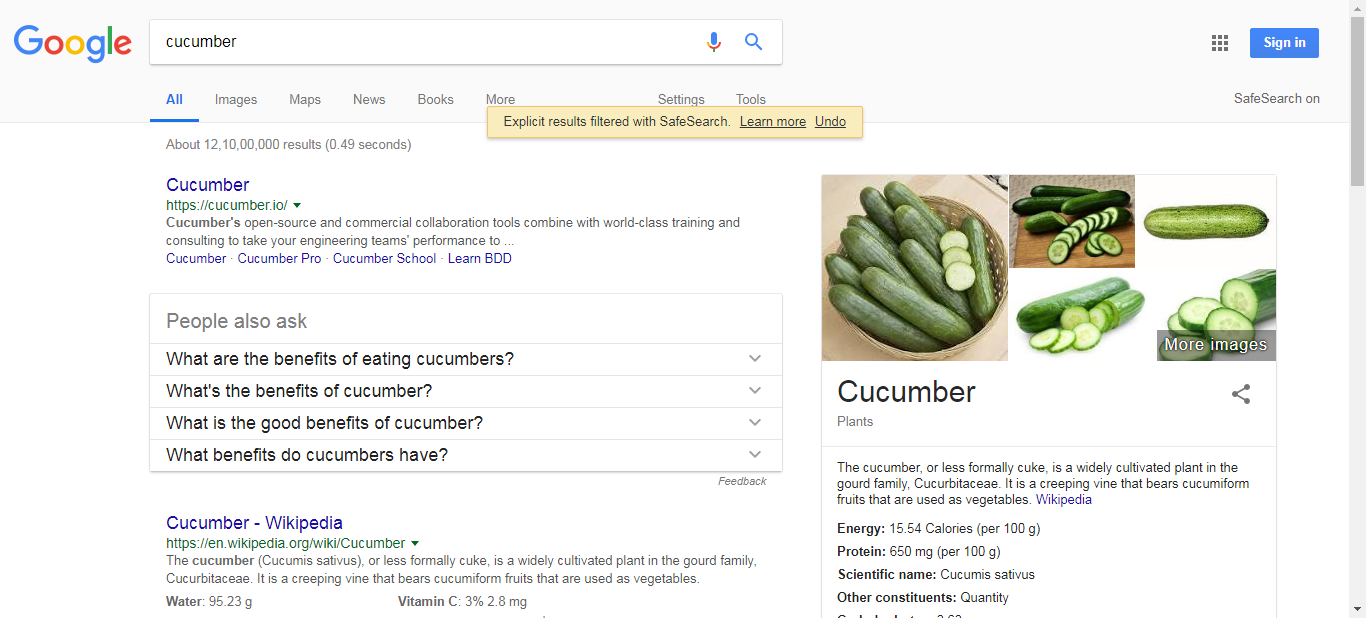 Google
cucumber
Sign in
All Images Maps News Books More Settings Tools
SafeSearch on
Explicit results filtered with SafeSearch. Learn more Undo
About 12,10,00,000 results (0.49 seconds)
Cucumber
https://cucumber.io/
Cucumber's open-source and commercial collaboration tools combine with world-class training and
consulting to take your engineering teams' performance to ...
Cucumber · Cucumber Pro · Cucumber School · Learn BDD
People also ask
What are the benefits of eating cucumbers?
What's the benefits of cucumber?
What is the good benefits of cucumber?
What benefits do cucumbers have?
Feedback
Cucumber - Wikipedia
https://en.wikipedia.org/wiki/Cucumber
The cucumber (Cucumis sativus), or less formally cuke, is a widely cultivated plant in the gourd family,
Cucurbitaceae. It is a creeping vine that bears cucumiform fruits that are used as vegetables.
Water: 95.23 g Vitamin C: 3% 2.8 mg
More images
Cucumber
Plants
The cucumber, or less formally cuke, is a widely cultivated plant in the
gourd family, Cucurbitaceae. It is a creeping vine that bears cucumiform
fruits that are used as vegetables. Wikipedia
Energy: 15.54 Calories (per 100 g)
Protein: 650 mg (per 100 g)
Scientific name: Cucumis sativus
Other constituents: Quantity